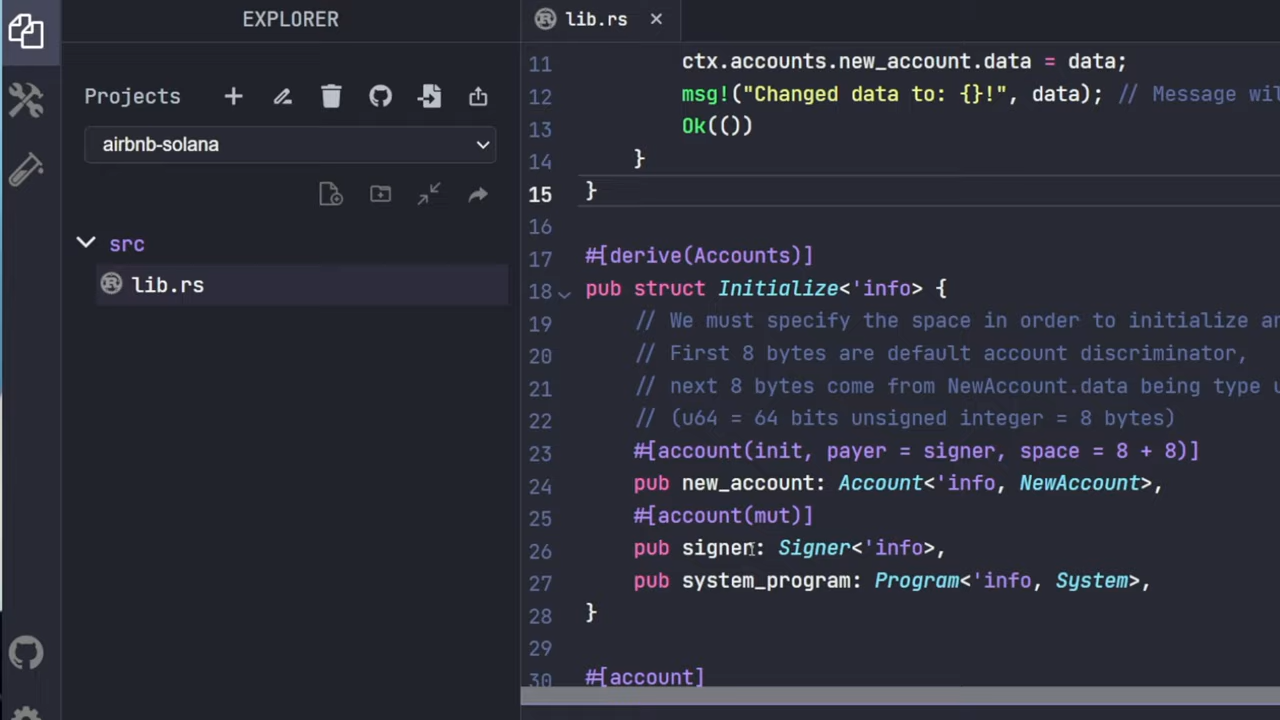 EXPLORER
Projects
airbnb-solana
src
lib.rs
lib.rs
11 ctx.accounts.new_account.data = data;
12 msg!("Changed data to: {}!", data); // Message wil
13 Ok(())
14 }
15 }
16
17 #[derive(Accounts)]
18 pub struct Initialize<'info> {
19 // We must specify the space in order to initialize an
20 // First 8 bytes are default account discriminator,
21 // next 8 bytes come from NewAccount.data being type u
22 // (u64 = 64 bits unsigned integer = 8 bytes)
23 #[account(init, payer = signer, space = 8 + 8)]
24 pub new_account: Account<'info, NewAccount>,
25 #[account(mut)]
26 pub signer: Signer<'info>,
27 pub system_program: Program<'info, System>,
28 }
29
30 #[account]